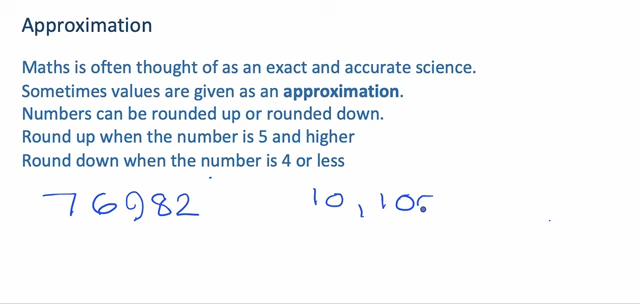 Approximation
Maths is often thought of as an exact and accurate science.
Sometimes values are given as an approximation.
Numbers can be rounded up or rounded down.
Round up when the number is 5 and higher
Round down when the number is 4 or less
76982 10,105